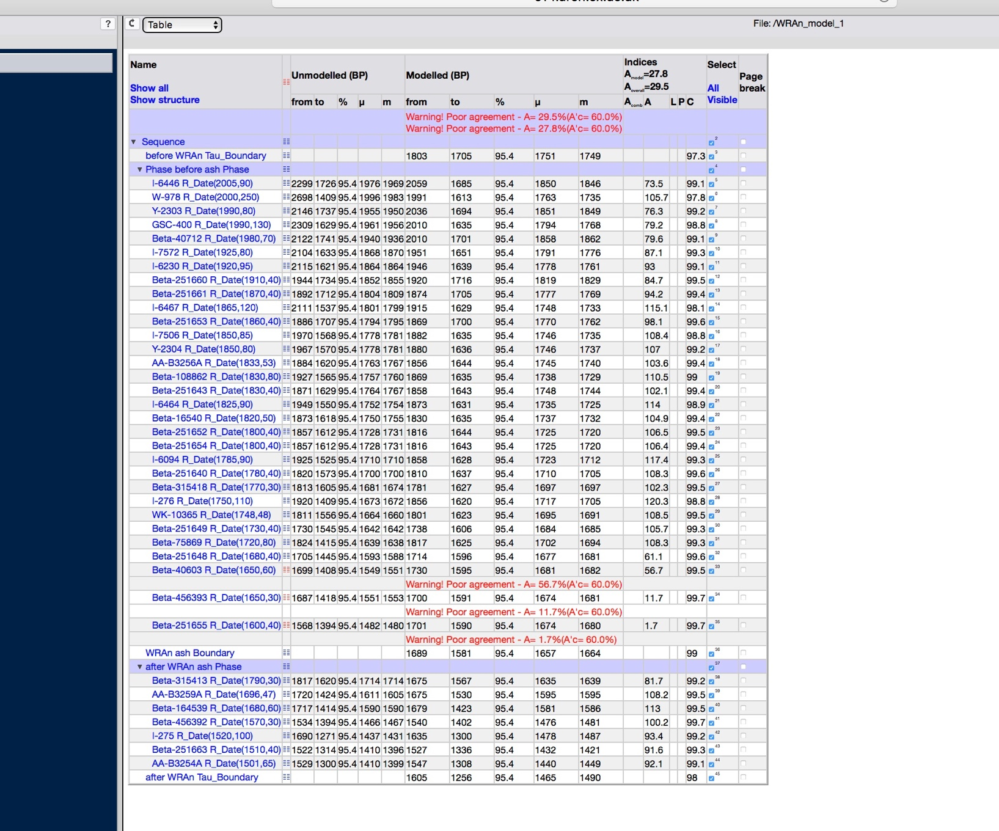 ?
Table
File: /WRAn_model_1
Name Unmodelled (BP) Modelled (BP) Indices Select Page break
Amodel=27.8
Aoverall=29.5
Show all All
Show structure Visible
from to % µ m from to % µ m Acomb A L P C
Warning! Poor agreement - A= 29.5%(A'c= 60.0%)
Warning! Poor agreement - A= 27.8%(A'c= 60.0%)
▼ Sequence 2
before WRAn Tau_Boundary 1803 1705 95.4 1751 1749 97.3 3
▼ Phase before ash Phase 4
I-6446 R_Date(2005,90) 2299 1726 95.4 1976 1969 2059 1685 95.4 1850 1846 73.5 99.1 5
W-978 R_Date(2000,250) 2698 1409 95.4 1996 1983 1991 1613 95.4 1763 1735 105.7 97.8 6
Y-2303 R_Date(1990,80) 2146 1737 95.4 1955 1950 2036 1694 95.4 1851 1849 76.3 99.2 7
GSC-400 R_Date(1990,130) 2309 1629 95.4 1961 1956 2010 1635 95.4 1794 1768 79.2 98.8 8
Beta-40712 R_Date(1980,70) 2122 1741 95.4 1940 1936 2010 1701 95.4 1858 1862 79.6 99.1 9
I-7572 R_Date(1925,80) 2104 1633 95.4 1868 1870 1951 1651 95.4 1791 1776 87.1 99.3 10
I-6230 R_Date(1920,95) 2115 1621 95.4 1864 1864 1946 1639 95.4 1778 1761 93 99.1 11
Beta-251660 R_Date(1910,40) 1944 1734 95.4 1852 1855 1920 1716 95.4 1819 1829 84.7 99.5 12
Beta-251661 R_Date(1870,40) 1892 1712 95.4 1804 1809 1874 1705 95.4 1777 1769 94.2 99.4 13
I-6467 R_Date(1865,120) 2111 1537 95.4 1801 1799 1915 1629 95.4 1748 1733 115.1 98.1 14
Beta-251653 R_Date(1860,40) 1886 1707 95.4 1794 1795 1869 1700 95.4 1770 1762 98.1 99.6 15
I-7506 R_Date(1850,85) 1970 1568 95.4 1778 1781 1882 1635 95.4 1746 1735 108.4 98.8 16
Y-2304 R_Date(1850,80) 1967 1570 95.4 1778 1781 1880 1636 95.4 1746 1737 107 99.2 17
AA-B3256A R_Date(1833,53) 1884 1620 95.4 1763 1767 1856 1644 95.4 1745 1740 103.6 99.4 18
Beta-108862 R_Date(1830,80) 1927 1565 95.4 1757 1760 1869 1635 95.4 1738 1729 110.5 99 19
Beta-251643 R_Date(1830,40) 1871 1629 95.4 1764 1767 1858 1643 95.4 1748 1744 102.1 99.4 20
I-6464 R_Date(1825,90) 1949 1550 95.4 1752 1754 1873 1631 95.4 1735 1725 114 98.9 21
Beta-16540 R_Date(1820,50) 1873 1618 95.4 1750 1755 1830 1635 95.4 1737 1732 104.9 99.4 22
Beta-251652 R_Date(1800,40) 1857 1612 95.4 1728 1731 1816 1644 95.4 1725 1720 106.5 99.5 23
Beta-251654 R_Date(1800,40) 1857 1612 95.4 1728 1731 1816 1643 95.4 1725 1720 106.4 99.4 24
I-6094 R_Date(1785,90) 1925 1525 95.4 1710 1710 1858 1628 95.4 1723 1712 117.4 99.3 25
Beta-251640 R_Date(1780,40) 1820 1573 95.4 1700 1700 1810 1637 95.4 1710 1705 108.3 99.6 26
Beta-315418 R_Date(1770,30) 1813 1605 95.4 1681 1674 1781 1627 95.4 1697 1697 102.3 99.5 27
I-276 R_Date(1750,110) 1920 1409 95.4 1673 1672 1856 1620 95.4 1717 1705 120.3 98.8 28
WK-10365 R_Date(1748,48) 1811 1556 95.4 1664 1660 1801 1623 95.4 1695 1691 108.5 99.5 29
Beta-251649 R_Date(1730,40) 1730 1545 95.4 1642 1642 1738 1606 95.4 1684 1685 105.7 99.3 30
Beta-75869 R_Date(1720,80) 1824 1415 95.4 1639 1638 1817 1625 95.4 1702 1694 108.3 99.3 31
Beta-251648 R_Date(1680,40) 1705 1445 95.4 1593 1588 1714 1596 95.4 1677 1681 61.1 99.6 32
Beta-40603 R_Date(1650,60) 1699 1408 95.4 1549 1551 1730 1595 95.4 1681 1682 56.7 99.5 33
Warning! Poor agreement - A= 56.7%(A'c= 60.0%)
Beta-456393 R_Date(1650,30) 1687 1418 95.4 1551 1553 1700 1591 95.4 1674 1681 11.7 99.7 34
Warning! Poor agreement - A= 11.7%(A'c= 60.0%)
Beta-251655 R_Date(1600,40) 1568 1394 95.4 1482 1480 1701 1590 95.4 1674 1680 1.7 99.7 35
Warning! Poor agreement - A= 1.7%(A'c= 60.0%)
WRAn ash Boundary 1689 1581 95.4 1657 1664 99 36
▼ after WRAn ash Phase 37
Beta-315413 R_Date(1790,30) 1817 1620 95.4 1714 1714 1675 1567 95.4 1635 1639 81.7 99.2 38
AA-B3259A R_Date(1696,47) 1720 1424 95.4 1611 1605 1675 1530 95.4 1595 1595 108.2 99.5 39
Beta-164539 R_Date(1680,60) 1717 1414 95.4 1590 1590 1679 1423 95.4 1581 1586 113 99.5 40
Beta-456392 R_Date(1570,30) 1534 1394 95.4 1466 1467 1540 1402 95.4 1476 1481 100.2 99.7 41
I-275 R_Date(1520,100) 1690 1271 95.4 1437 1431 1635 1300 95.4 1478 1487 93.4 99.2 42
Beta-251663 R_Date(1510,40) 1522 1314 95.4 1410 1396 1527 1336 95.4 1432 1421 91.6 99.3 43
AA-B3254A R_Date(1501,65) 1529 1300 95.4 1410 1399 1547 1308 95.4 1440 1449 92.1 99.1 44
after WRAn Tau_Boundary 1605 1256 95.4 1465 1490 98 45